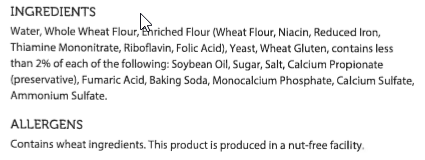 INGREDIENTS
Water, Whole Wheat Flour, Enriched Flour (Wheat Flour, Niacin, Reduced Iron,
Thiamine Mononitrate, Riboflavin, Folic Acid), Yeast, Wheat Gluten, contains less
than 2% of each of the following: Soybean Oil, Sugar, Salt, Calcium Propionate
(preservative), Fumaric Acid, Baking Soda, Monocalcium Phosphate, Calcium Sulfate,
Ammonium Sulfate.
ALLERGENS
Contains wheat ingredients. This product is produced in a nut-free facility.